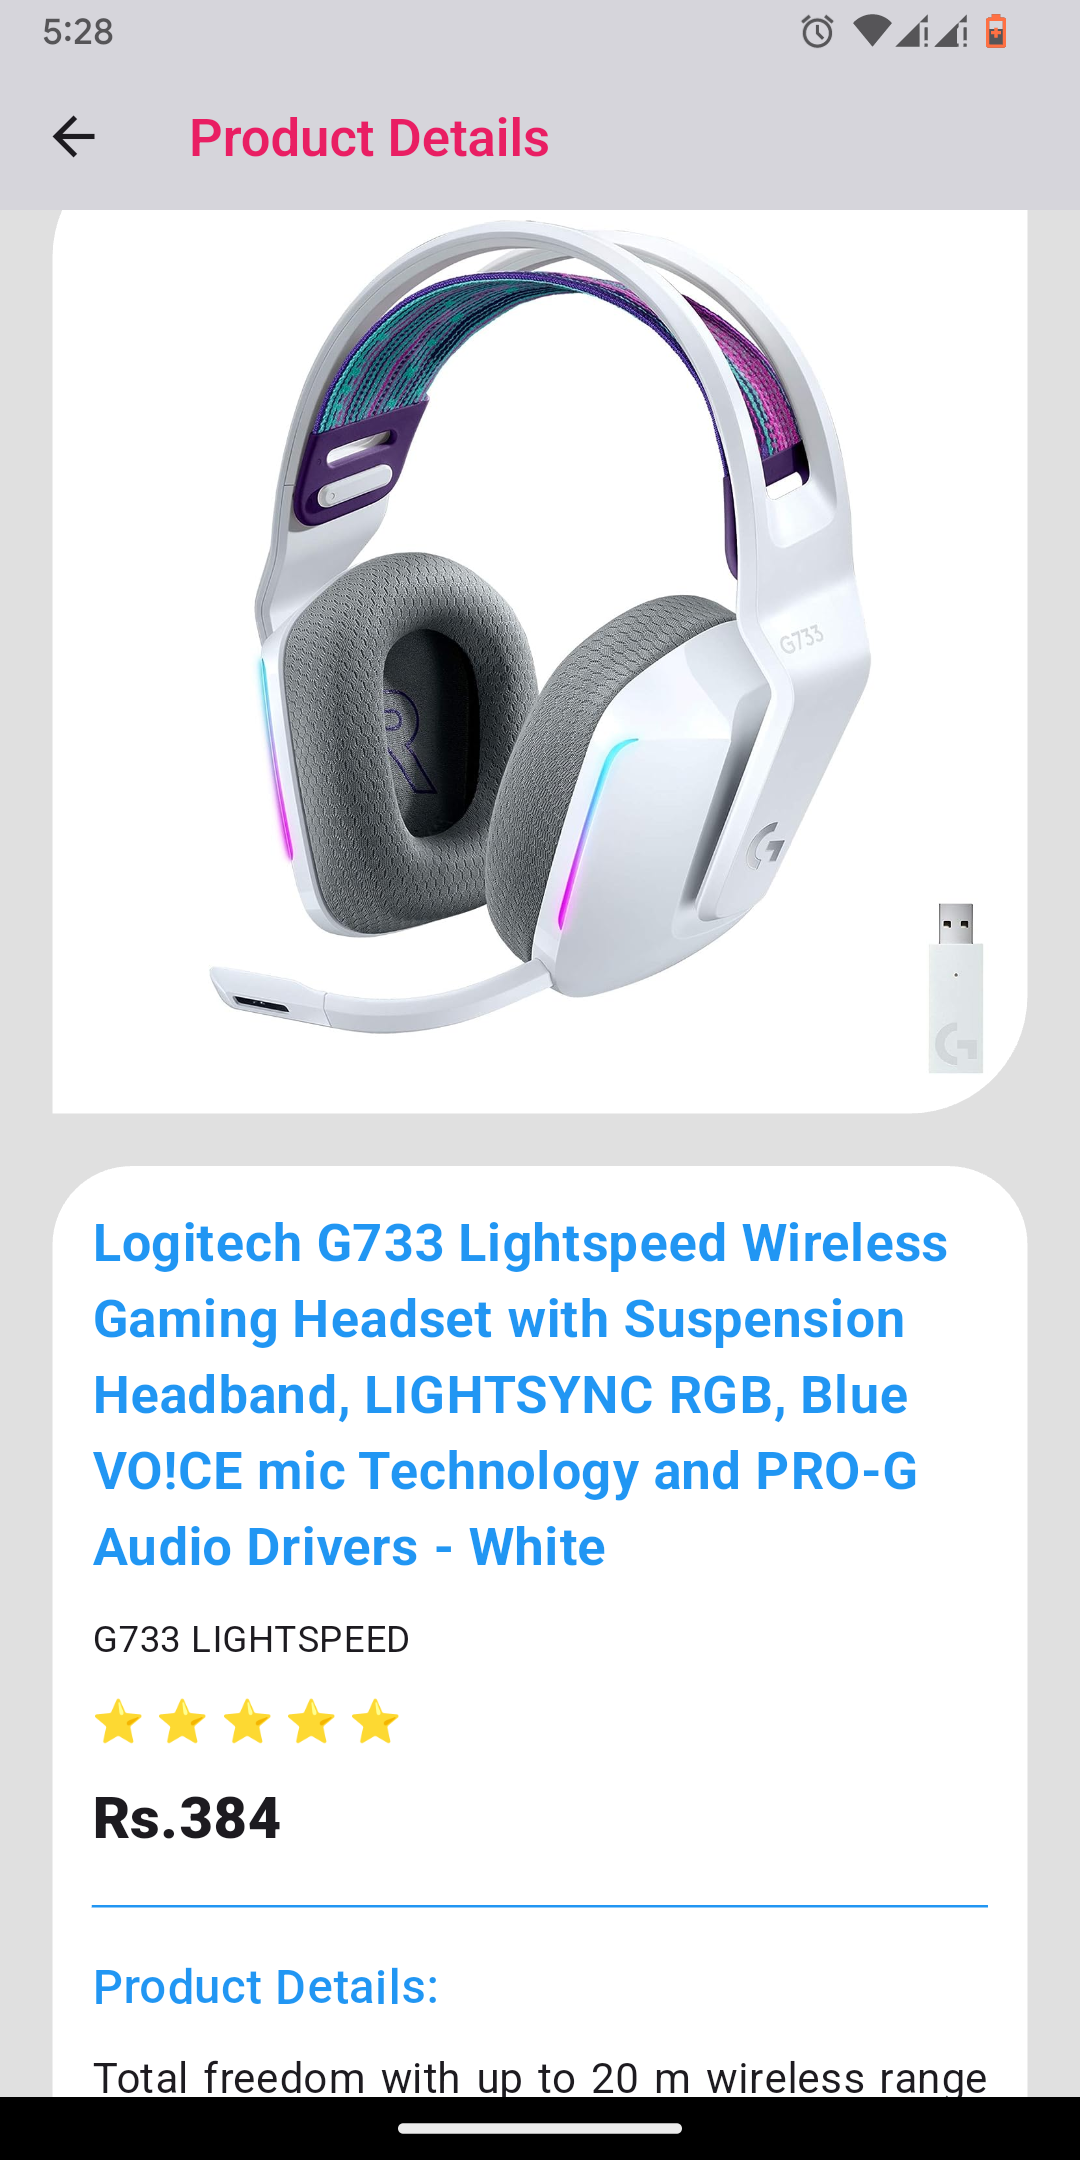 5:28
Product Details
R
G733
Logitech G733 Lightspeed Wireless
Gaming Headset with Suspension
Headband, LIGHTSYNC RGB, Blue
VO!CE mic Technology and PRO-G
Audio Drivers - White
G733 LIGHTSPEED
Rs.384
Product Details:
Total freedom with up to 20 m wireless range